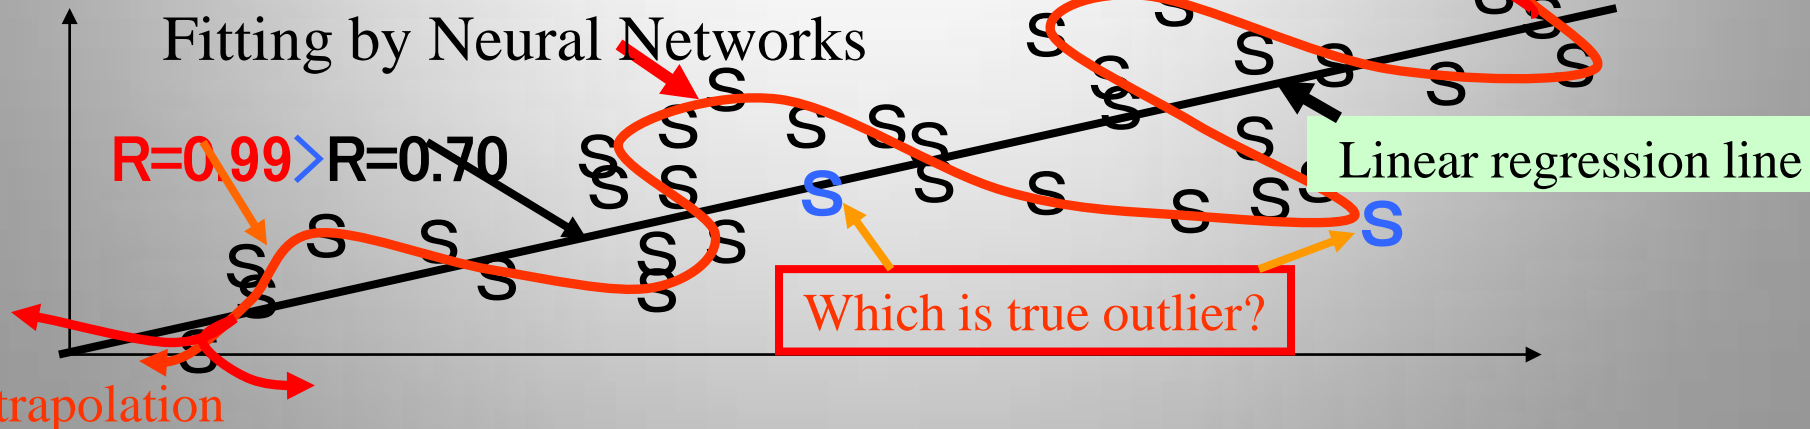 Fitting by Neural Networks
R=0.99>R=0.70
Linear regression line
Which is true outlier?
trapolation